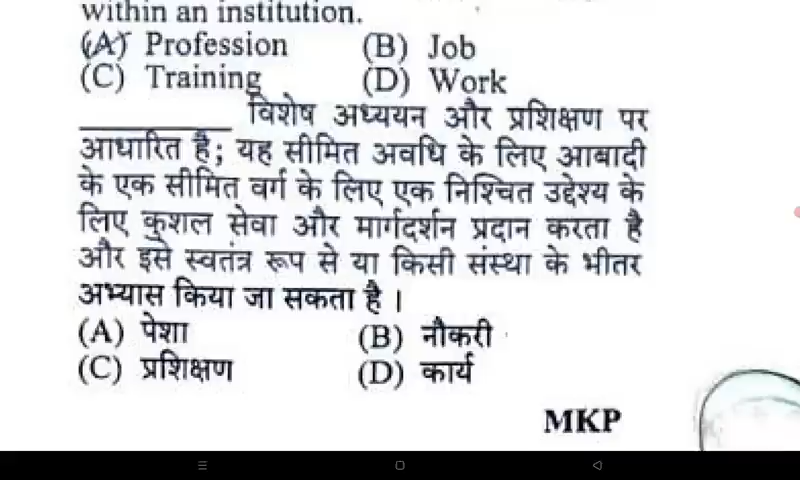 within an institution.
(A) Profession (B) Job
(C) Training (D) Work
________ विशेष अध्ययन और प्रशिक्षण पर
आधारित है; यह सीमित अवधि के लिए आबादी
के एक सीमित वर्ग के लिए एक निश्चित उद्देश्य के
लिए कुशल सेवा और मार्गदर्शन प्रदान करता है
और इसे स्वतंत्र रूप से या किसी संस्था के भीतर
अभ्यास किया जा सकता है ।
(A) पेशा (B) नौकरी
(C) प्रशिक्षण (D) कार्य
MKP